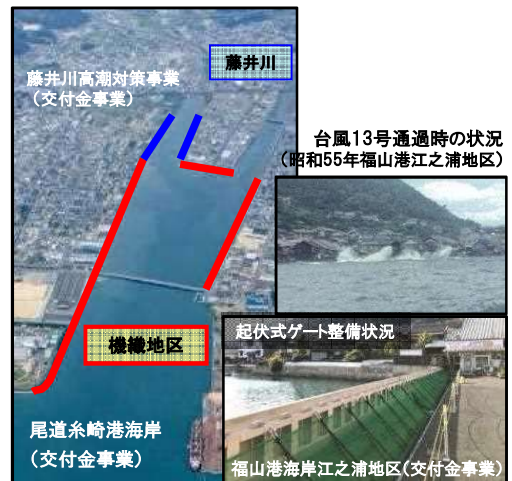 藤井川
藤井川高潮対策事業
（交付金事業）
台風13号通過時の状況
（昭和55年福山港江之浦地区）
機織地区
起伏式ゲート整備状況
尾道糸崎港海岸
（交付金事業）
福山港海岸江之浦地区（交付金事業）